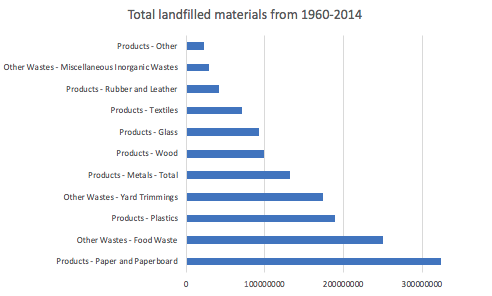 Total landfilled materials from 1960-2014
Products - Other
Other Wastes - Miscellaneous Inorganic Wastes
Products - Rubber and Leather
Products - Textiles
Products - Glass
Products - Wood
Products - Metals - Total
Other Wastes - Yard Trimmings
Products - Plastics
Other Wastes - Food Waste
Products - Paper and Paperboard
0 100000000 200000000 300000000